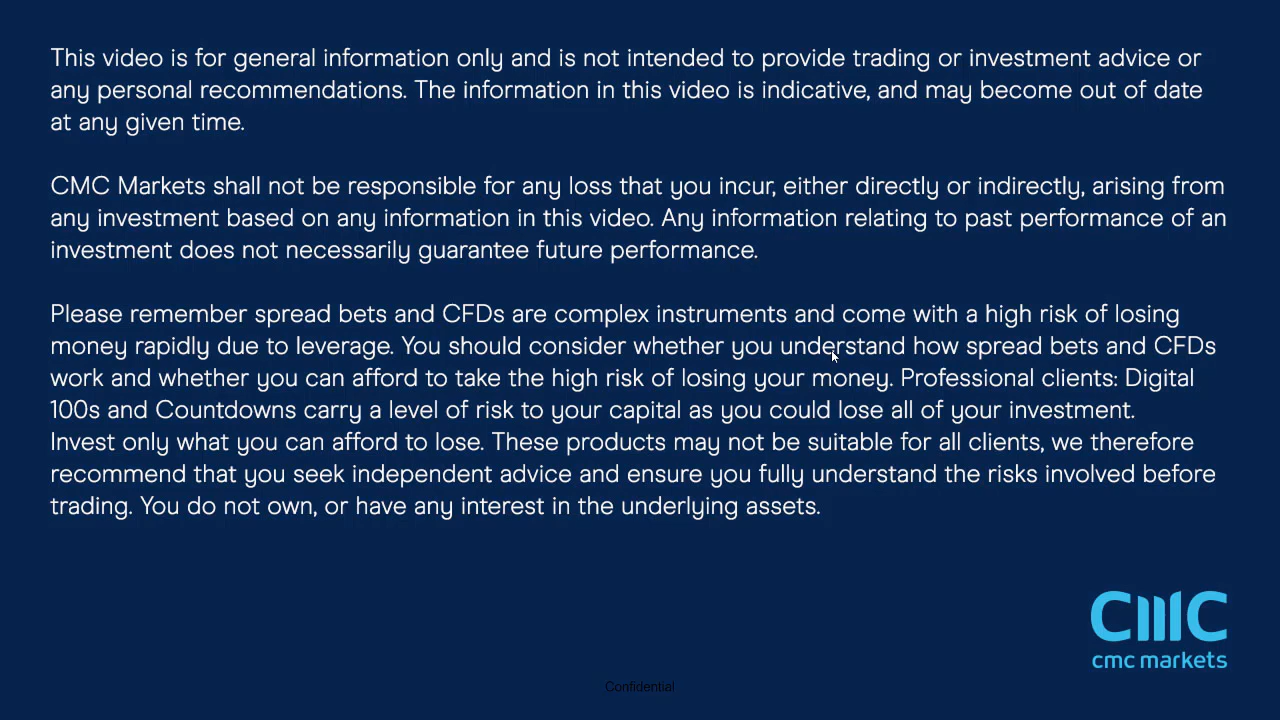 This video is for general information only and is not intended to provide trading or investment advice or
any personal recommendations. The information in this video is indicative, and may become out of date
at any given time.
CMC Markets shall not be responsible for any loss that you incur, either directly or indirectly, arising from
any investment based on any information in this video. Any information relating to past performance of an
investment does not necessarily guarantee future performance.
Please remember spread bets and CFDs are complex instruments and come with a high risk of losing
money rapidly due to leverage. You should consider whether you understand how spread bets and CFDs
work and whether you can afford to take the high risk of losing your money. Professional clients: Digital
100s and Countdowns carry a level of risk to your capital as you could lose all of your investment.
Invest only what you can afford to lose. These products may not be suitable for all clients, we therefore
recommend that you seek independent advice and ensure you fully understand the risks involved before
trading. You do not own, or have any interest in the underlying assets.
CMC
cmc markets
Confidential